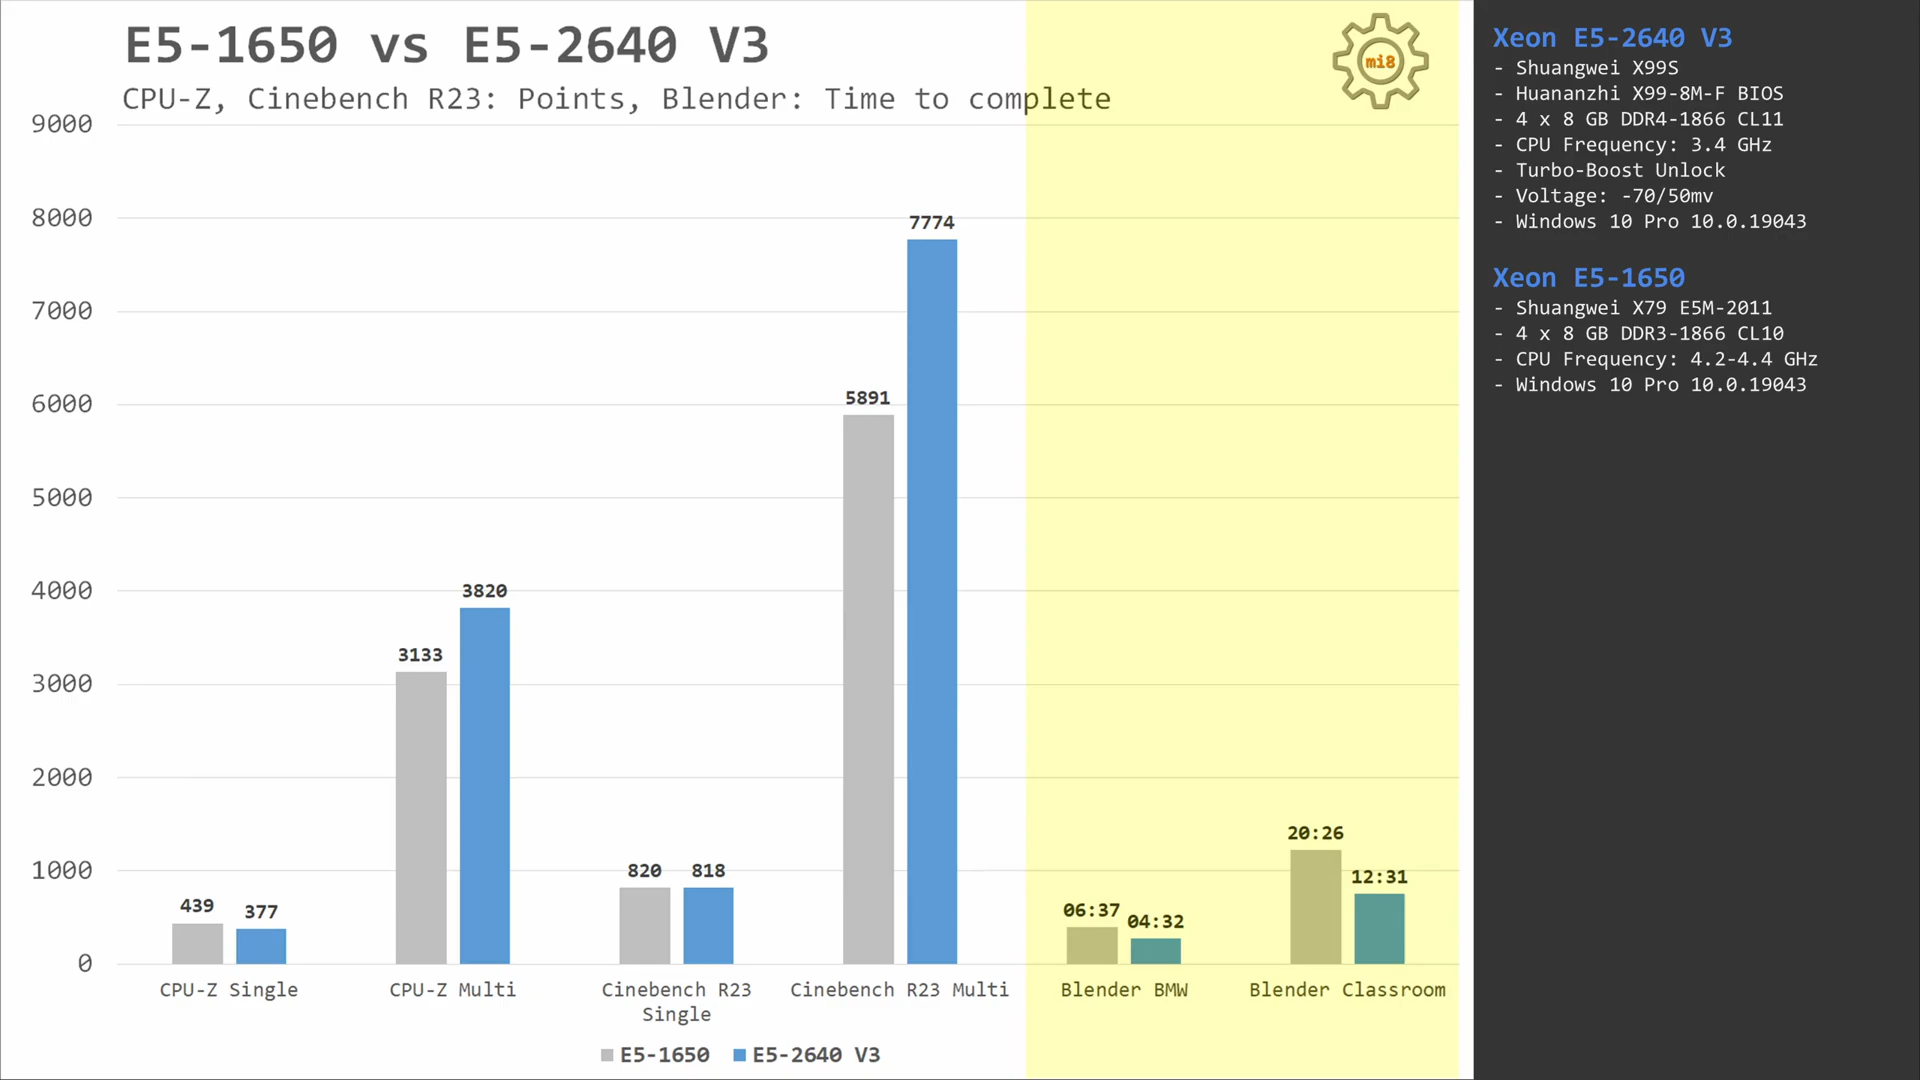 E5-1650 vs E5-2640 V3
CPU-Z, Cinebench R23: Points, Blender: Time to complete
mi8
9000
8000
7000
6000
5000
4000
3000
2000
1000
0
439
377
3133
3820
820
818
5891
7774
06:37
04:32
20:26
12:31
CPU-Z Single
CPU-Z Multi
Cinebench R23
Single
Cinebench R23 Multi
Blender BMW
Blender Classroom
E5-1650
E5-2640 V3
Xeon E5-2640 V3
- Shuangwei X99S
- Huananzhi X99-8M-F BIOS
- 4 x 8 GB DDR4-1866 CL11
- CPU Frequency: 3.4 GHz
- Turbo-Boost Unlock
- Voltage: -70/50mv
- Windows 10 Pro 10.0.19043
Xeon E5-1650
- Shuangwei X79 E5M-2011
- 4 x 8 GB DDR3-1866 CL10
- CPU Frequency: 4.2-4.4 GHz
- Windows 10 Pro 10.0.19043